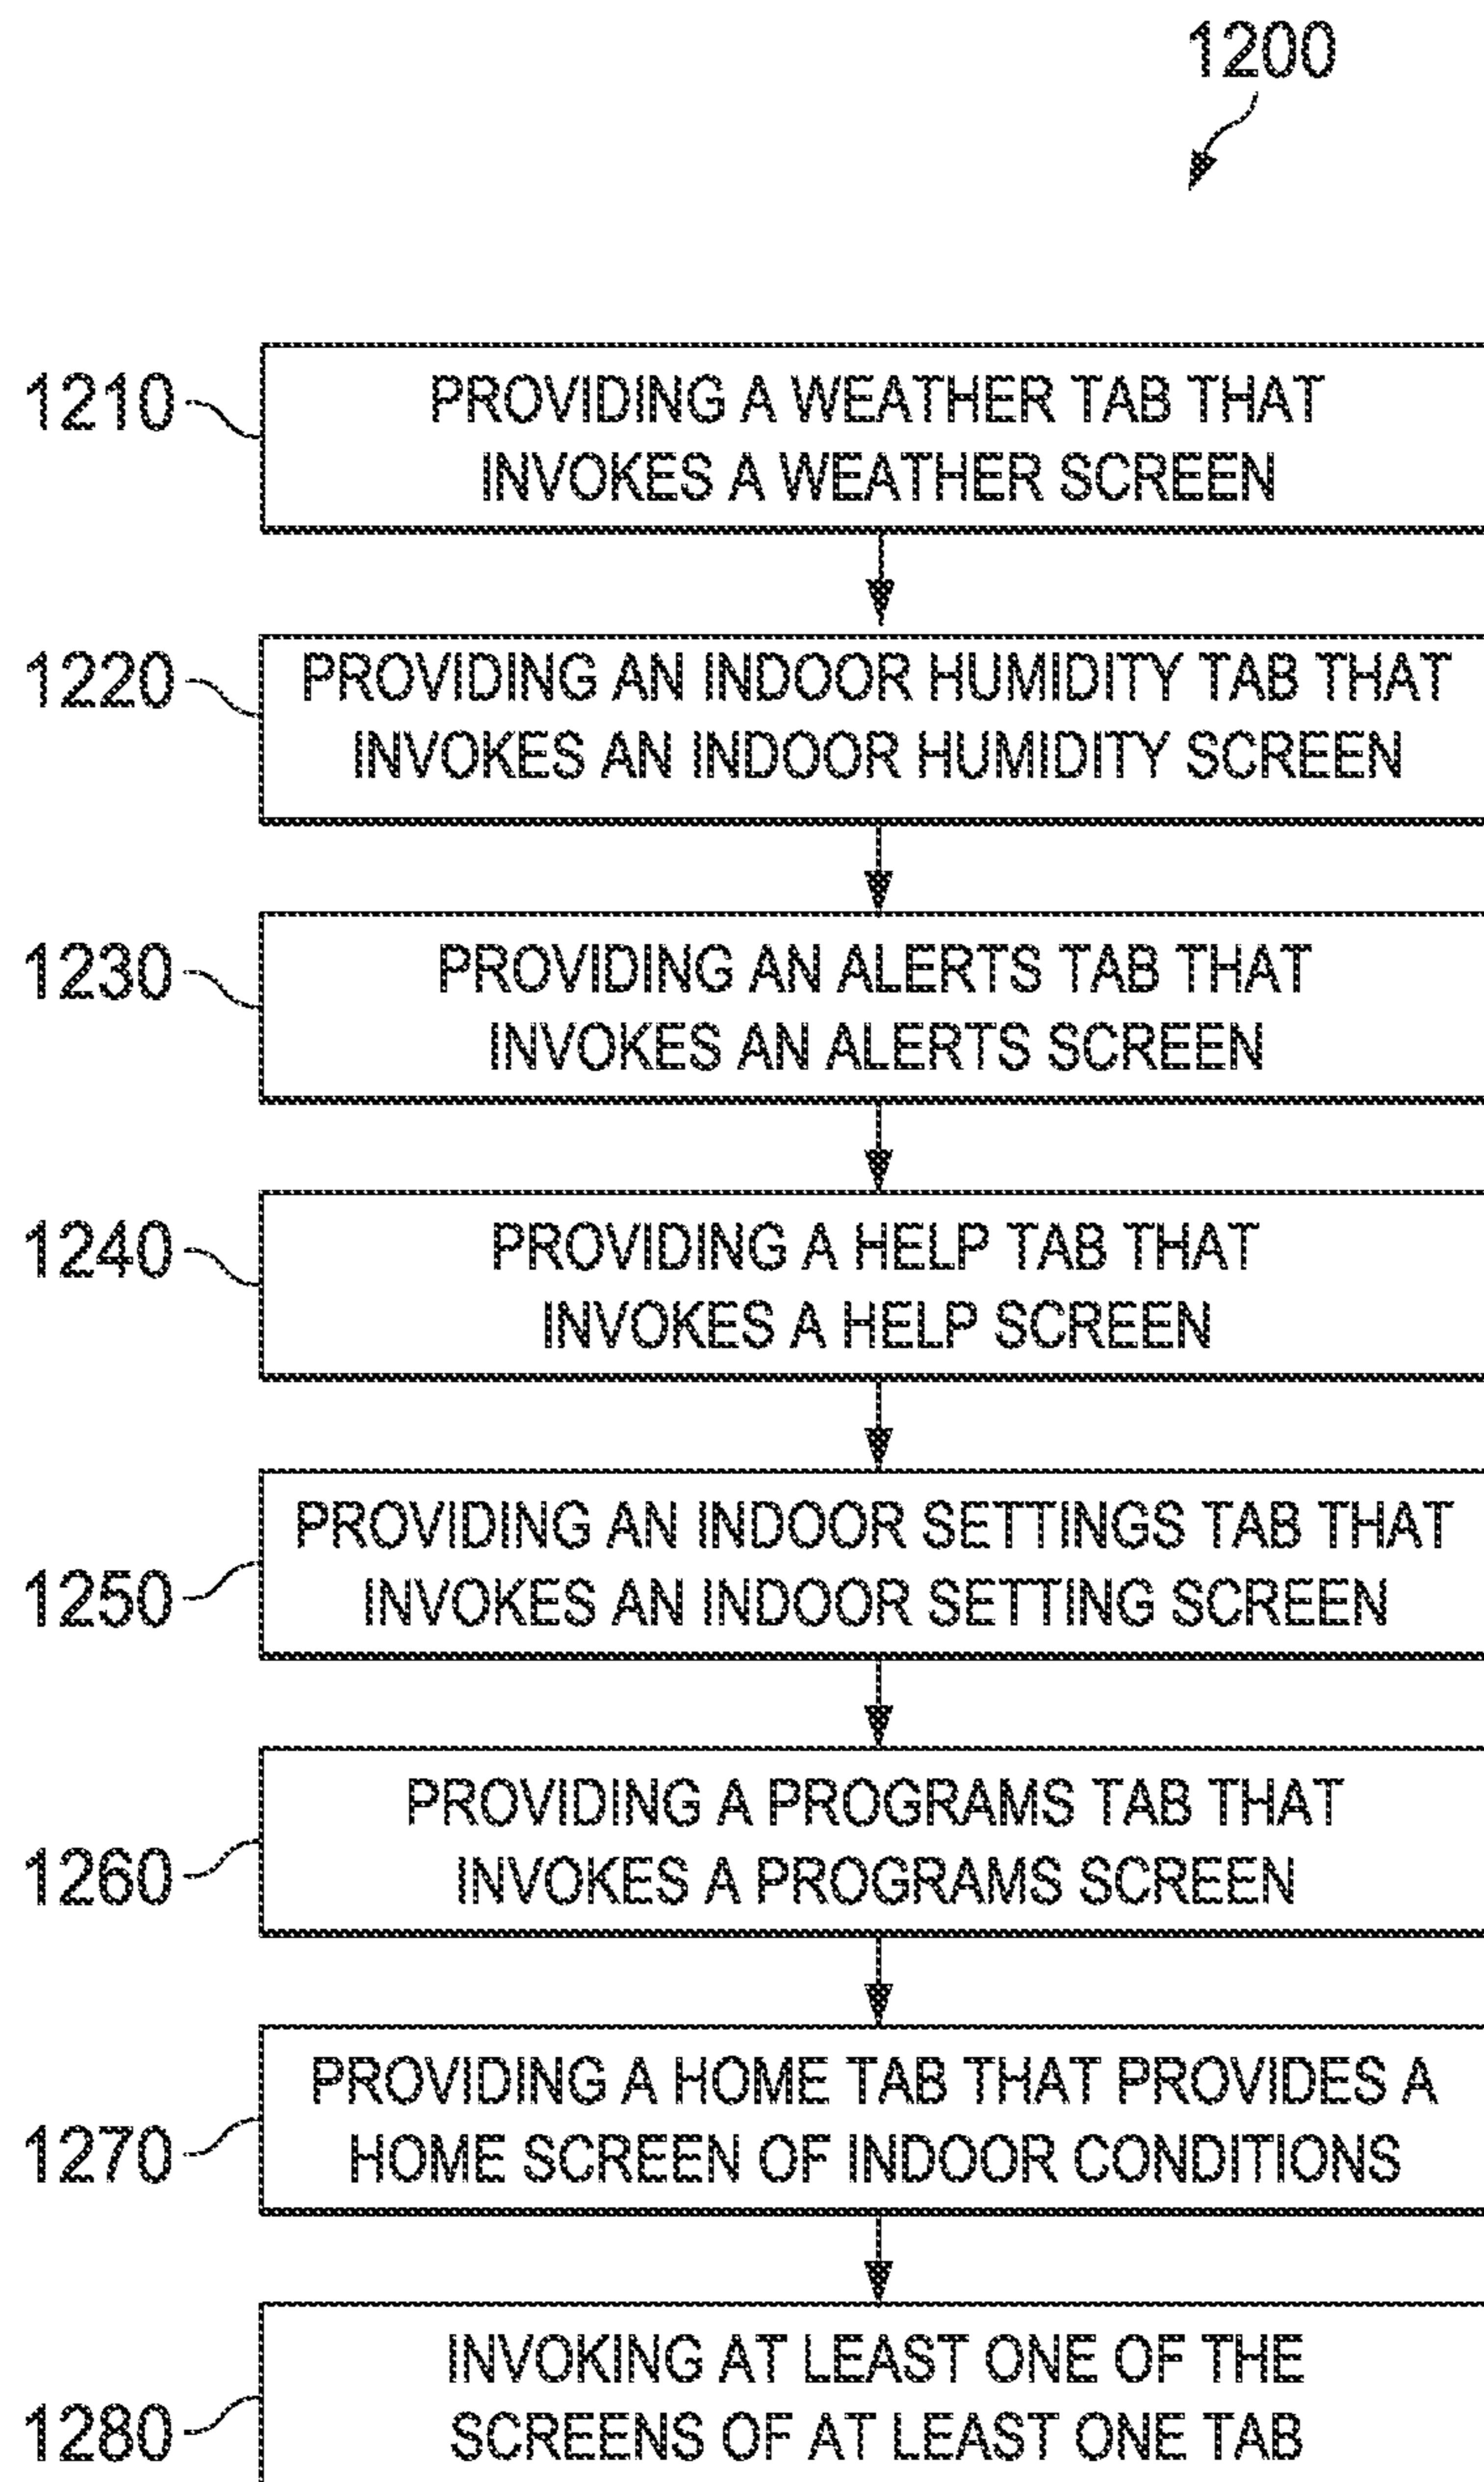 1200
1210
PROVIDING A WEATHER TAB THAT
INVOKES A WEATHER SCREEN
1220
PROVIDING AN INDOOR HUMIDITY TAB THAT
INVOKES AN INDOOR HUMIDITY SCREEN
1230
PROVIDING AN ALERTS TAB THAT
INVOKES AN ALERTS SCREEN
1240
PROVIDING A HELP TAB THAT
INVOKES A HELP SCREEN
1250
PROVIDING AN INDOOR SETTINGS TAB THAT
INVOKES AN INDOOR SETTING SCREEN
1260
PROVIDING A PROGRAMS TAB THAT
INVOKES A PROGRAMS SCREEN
1270
PROVIDING A HOME TAB THAT PROVIDES A
HOME SCREEN OF INDOOR CONDITIONS
1280
INVOKING AT LEAST ONE OF THE
SCREENS OF AT LEAST ONE TAB